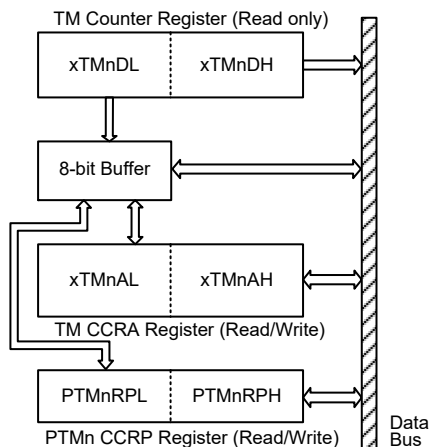 TM Counter Register (Read only)
xTMnDL xTMnDH
8-bit Buffer
xTMnAL xTMnAH
TM CCRA Register (Read/Write)
PTMnRPL PTMnRPH
PTMn CCRP Register (Read/Write)
Data
Bus